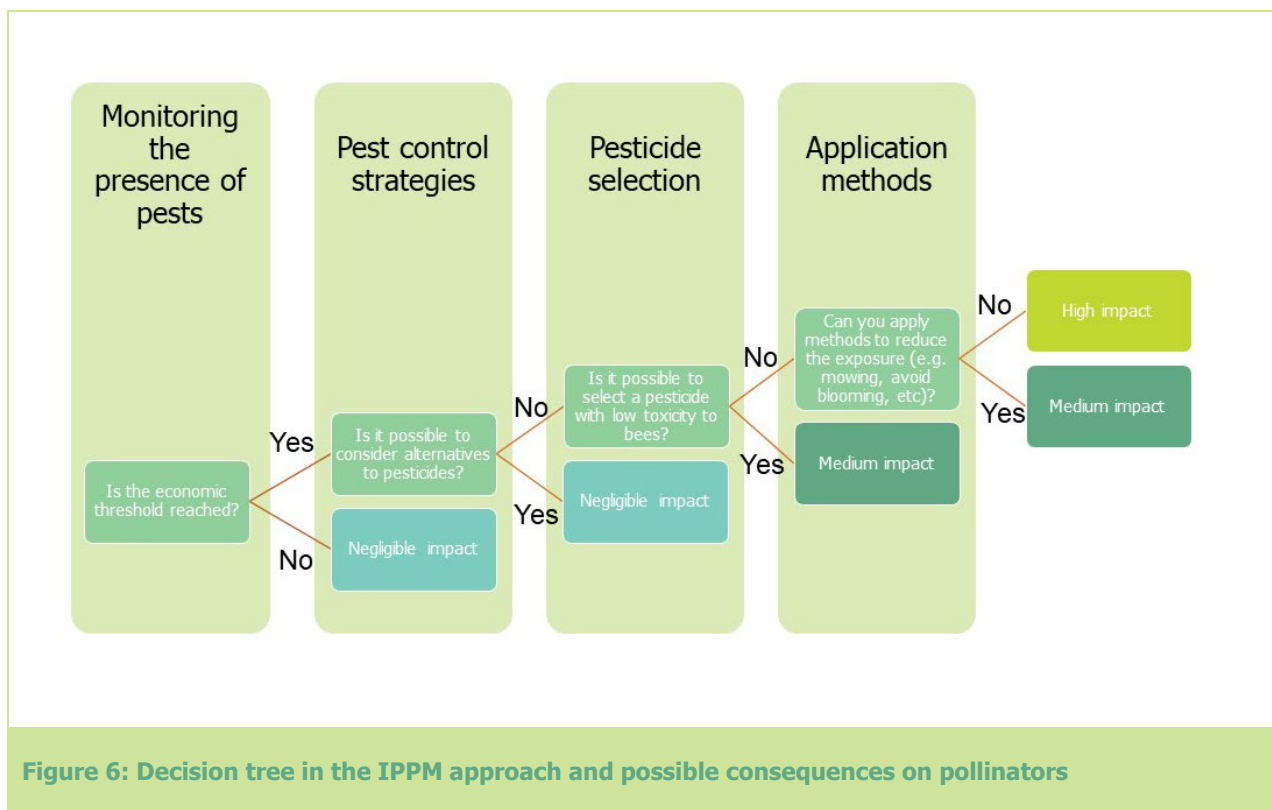 Monitoring
the
presence of
pests
Pest control
strategies
Pesticide
selection
Application
methods
Is the economic
threshold reached?
Yes
No
Is it possible to
consider alternatives
to pesticides?
Negligible impact
No
Yes
Is it possible to
select a pesticide
with low toxicity to
bees?
Negligible impact
No
Yes
Can you apply
methods to reduce
the exposure (e.g.
mowing, avoid
blooming, etc)?
Medium impact
No
Yes
High impact
Medium impact
Figure 6: Decision tree in the IPPM approach and possible consequences on pollinators